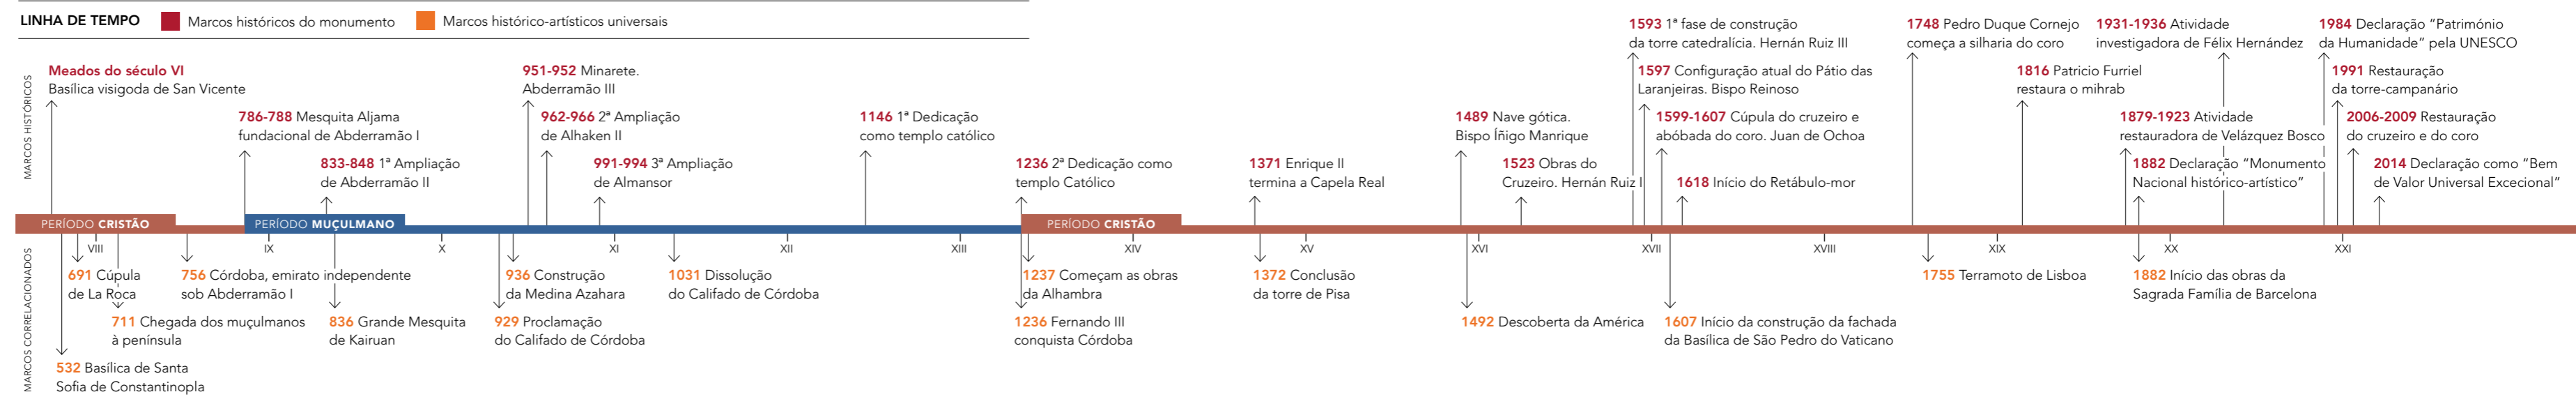 LINHA DE TEMPO
Marcos históricos do monumento
Marcos histórico-artísticos universais
MARCOS HISTÓRICOS
Meados do século VI
Basílica visigoda de San Vicente
786-788 Mesquita Aljama
fundacional de Abderramão I
833-848 1ª Ampliação
de Abderramão II
951-952 Minarete.
Abderramão III
962-966 2ª Ampliação
de Alhaken II
991-994 3ª Ampliação
de Almansor
1146 1ª Dedicação
como templo católico
1236 2ª Dedicação como
templo Católico
1371 Enrique II
termina a Capela Real
1489 Nave gótica.
Bispo Íñigo Manrique
1523 Obras do
Cruzeiro. Hernán Ruiz I
1593 1ª fase de construção
da torre catedralícia. Hernán Ruiz III
1597 Configuração atual do Pátio das
Laranjeiras. Bispo Reinoso
1599-1607 Cúpula do cruzeiro e
abóbada do coro. Juan de Ochoa
1618 Início do Retábulo-mor
1748 Pedro Duque Cornejo
começa a silharia do coro
1816 Patricio Furriel
restaura o mihrab
1931-1936 Atividade
investigadora de Félix Hernández
1879-1923 Atividade
restauradora de Velázquez Bosco
1882 Declaração “Monumento
Nacional histórico-artístico”
1984 Declaração “Património
da Humanidade” pela UNESCO
1991 Restauração
da torre-campanário
2006-2009 Restauração
do cruzeiro e do coro
2014 Declaração como “Bem
de Valor Universal Excecional”
PERÍODO CRISTÃO
PERÍODO MUÇULMANO
PERÍODO CRISTÃO
VIII
IX
X
XI
XII
XIII
XIV
XV
XVI
XVII
XVIII
XIX
XX
XXI
MARCOS CORRELACIONADOS
691 Cúpula
de La Roca
711 Chegada dos muçulmanos
à península
532 Basílica de Santa
Sofia de Constantinopla
756 Córdoba, emirato independente
sob Abderramão I
836 Grande Mesquita
de Kairuan
936 Construção
da Medina Azahara
929 Proclamação
do Califado de Córdoba
1031 Dissolução
do Califado de Córdoba
1237 Começam as obras
da Alhambra
1236 Fernando III
conquista Córdoba
1372 Conclusão
da torre de Pisa
1492 Descoberta da América
1607 Início da construção da fachada
da Basílica de São Pedro do Vaticano
1755 Terramoto de Lisboa
1882 Início das obras da
Sagrada Família de Barcelona